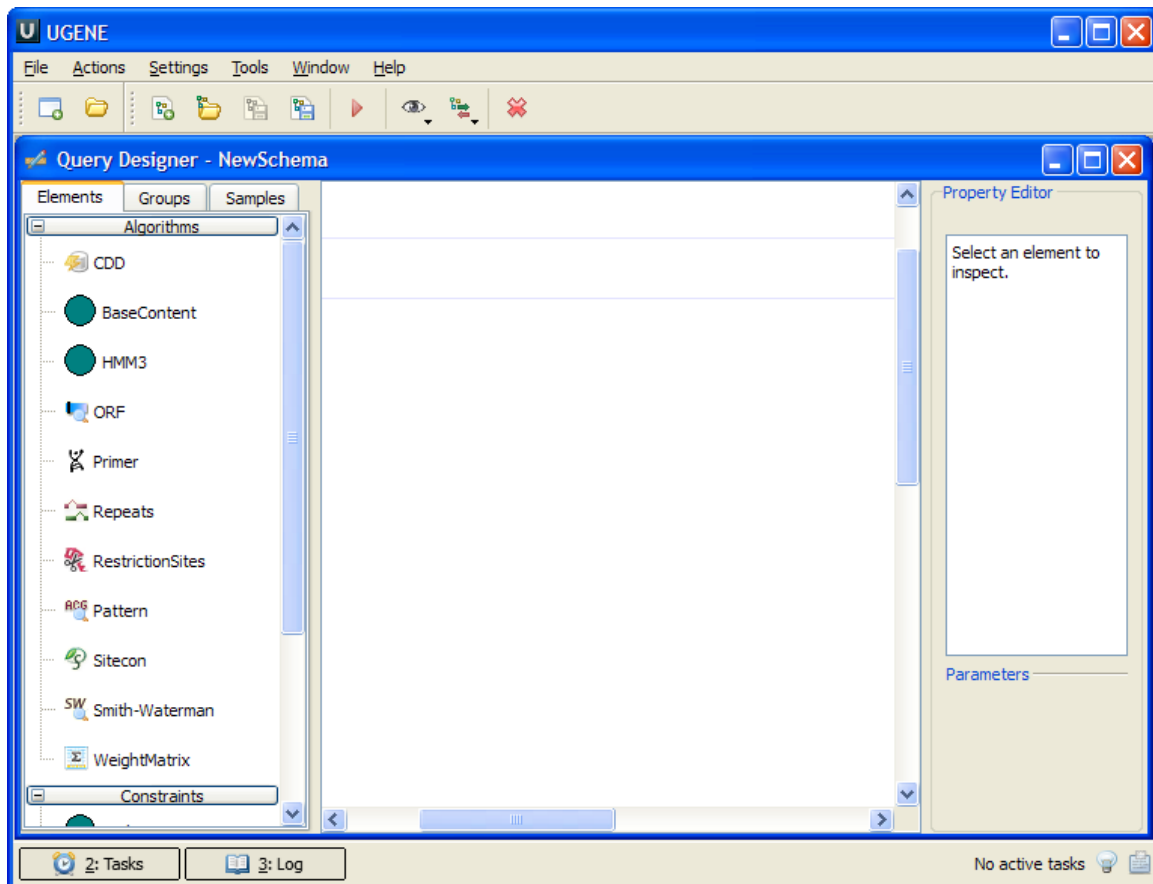 UGENE
File Actions Settings Tools Window Help
Query Designer - NewSchema
Elements Groups Samples
Algorithms
CDD
BaseContent
HMM3
ORF
Primer
Repeats
RestrictionSites
ACG Pattern
Sitecon
SW Smith-Waterman
Σ WeightMatrix
Constraints
Property Editor
Select an element to
inspect.
Parameters
2: Tasks 3: Log No active tasks